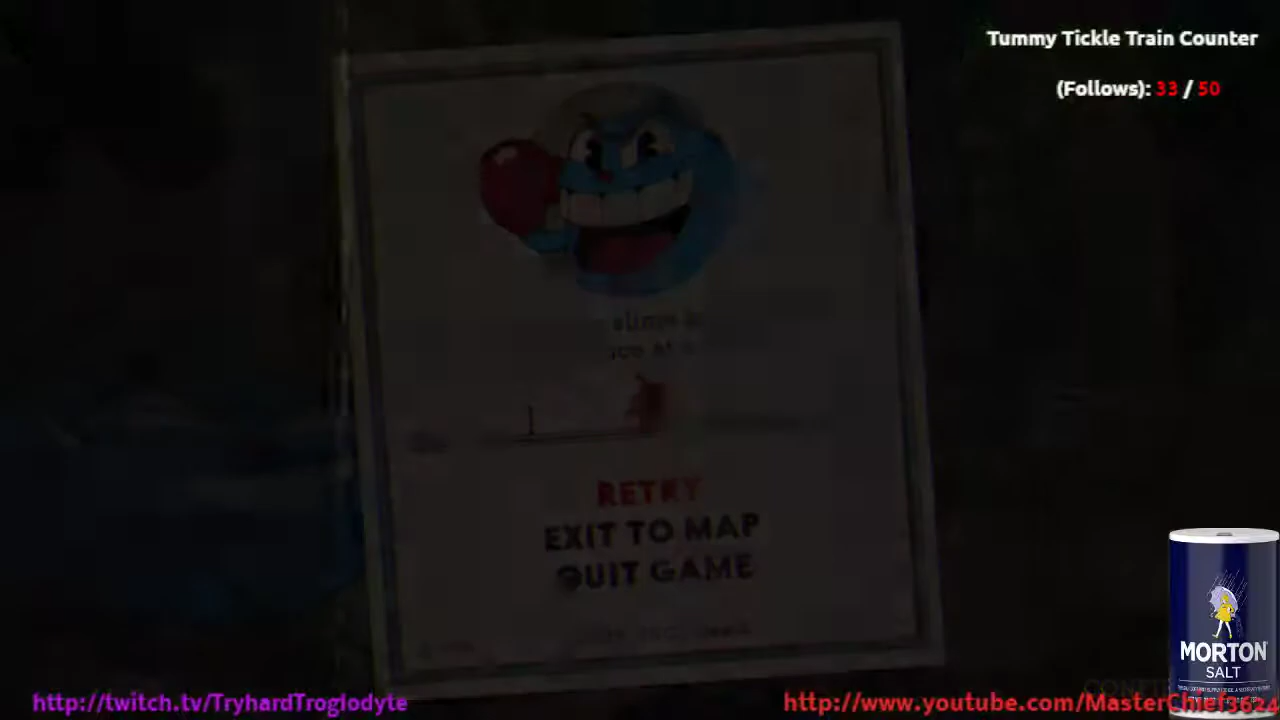 Tummy Tickle Train Counter
(Follows): 33 / 50
slime
RETRY
EXIT TO MAP
QUIT GAME
MORTON
SALT
http://twitch.tv/TryhardTroglodyte
http://www.youtube.com/MasterChief3624